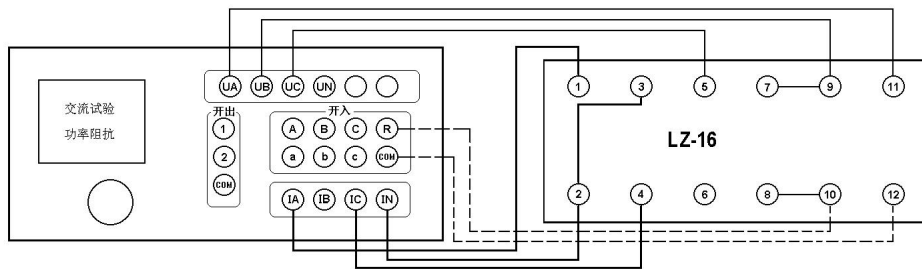 UA UB UC UN
交流试验
功率阻抗
开出
1
2
COM
开入
A B C R
a b c COM
IA IB IC IN
1 3 5 7 9 11
LZ-16
2 4 6 8 10 12